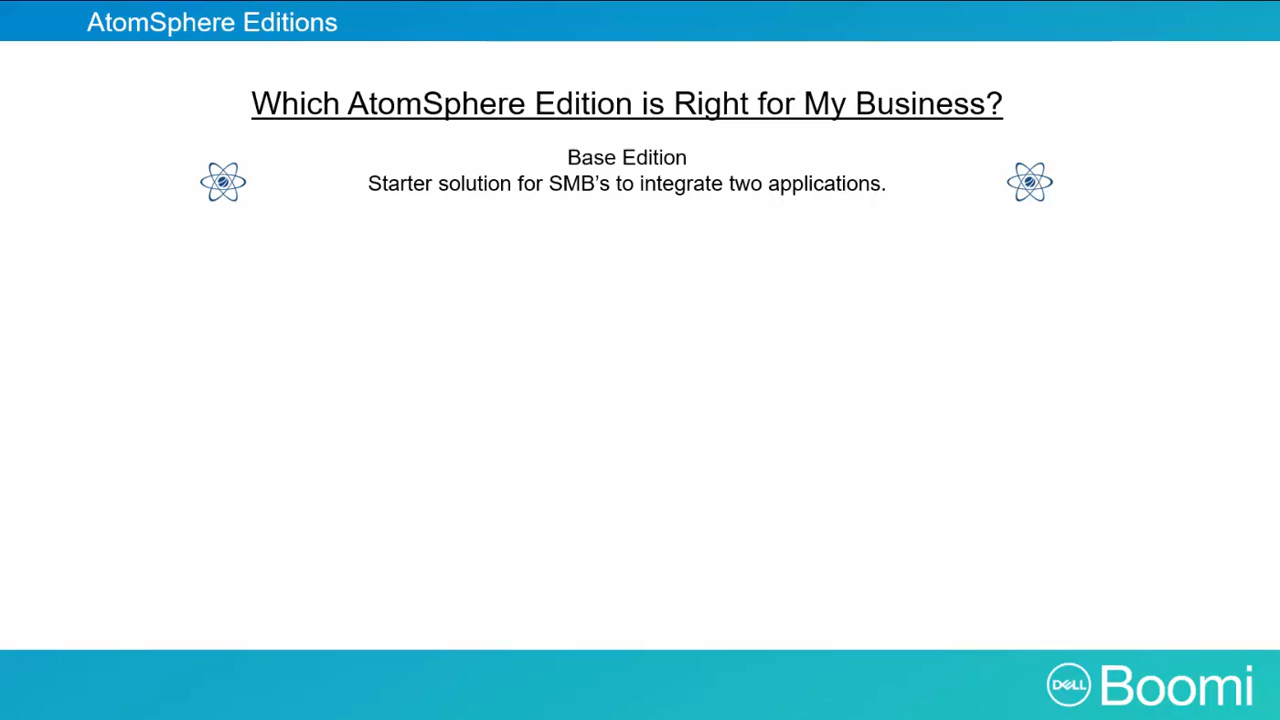 AtomSphere Editions
Which AtomSphere Edition is Right for My Business?
Base Edition
Starter solution for SMB’s to integrate two applications.
DELL Boomi